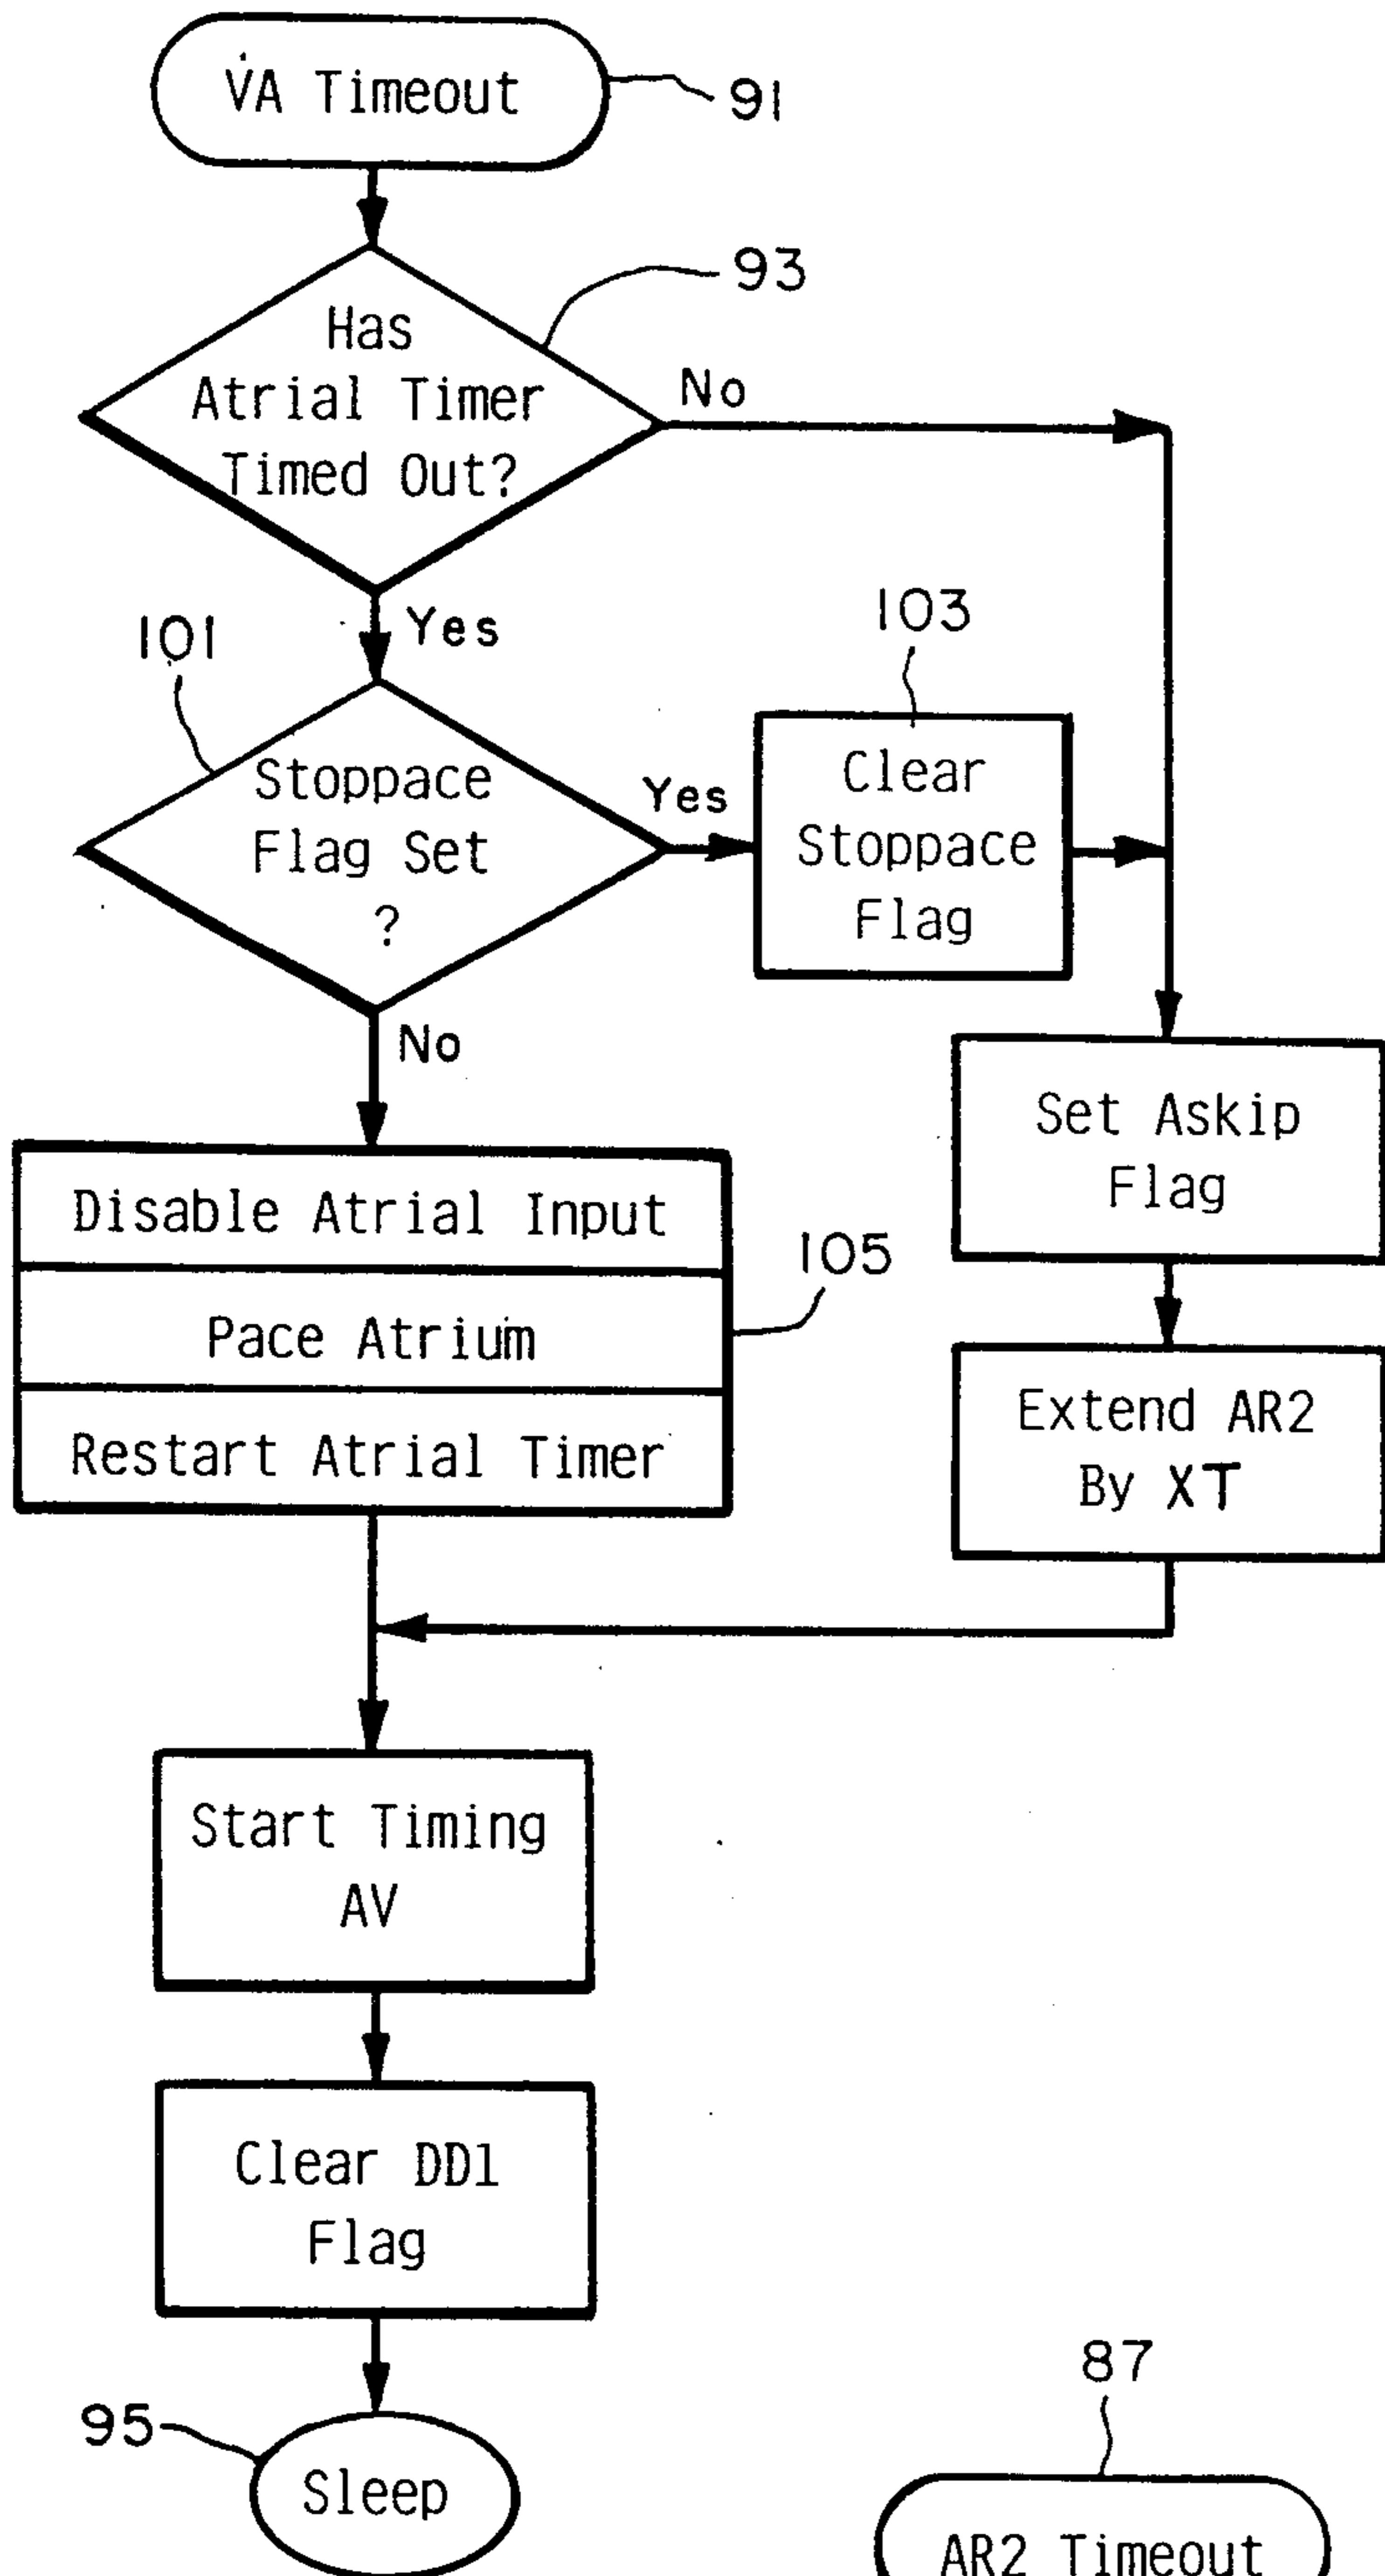 VA Timeout
91
93
Has
Atrial Timer
Timed Out?
No
Yes
101
Stoppace
Flag Set
?
Yes
103
Clear
Stoppace
Flag
No
Set Askip
Flag
Disable Atrial Input
Pace Atrium
Restart Atrial Timer
105
Extend AR2
By XT
Start Timing
AV
Clear DD1
Flag
95
Sleep
87
AR2 Timeout